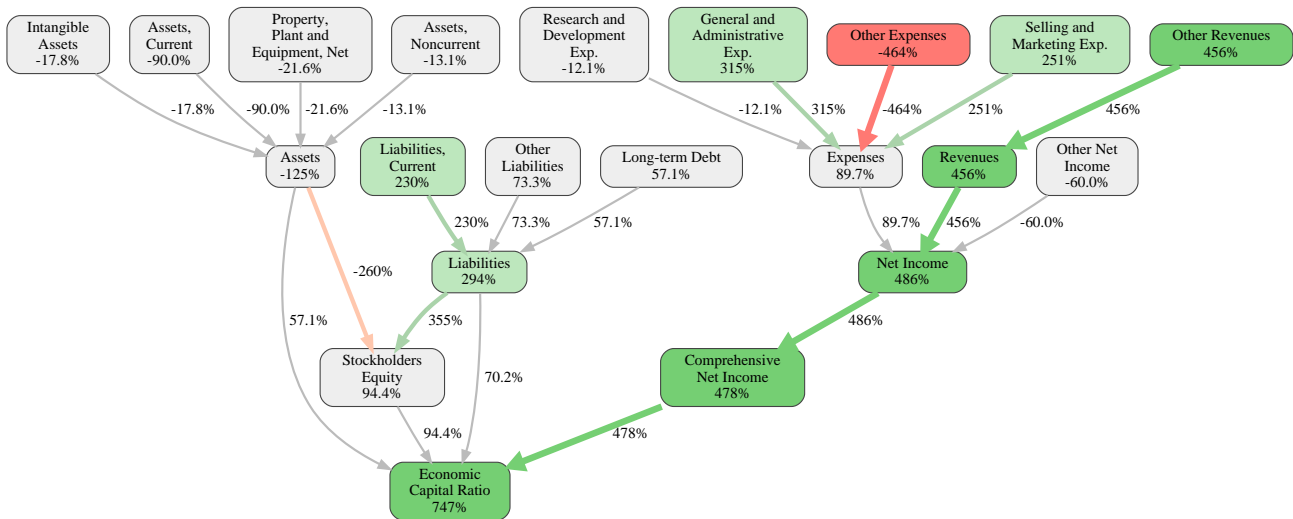 Intangible
Assets
-17.8%
Assets,
Current
-90.0%
Property,
Plant and
Equipment, Net
-21.6%
Assets,
Noncurrent
-13.1%
Research and
Development
Exp.
-12.1%
General and
Administrative
Exp.
315%
Other Expenses
-464%
Selling and
Marketing Exp.
251%
Other Revenues
456%
-17.8%
-90.0%
-21.6%
-13.1%
-12.1%
315%
-464%
251%
456%
Assets
-125%
Liabilities,
Current
230%
Other
Liabilities
73.3%
Long-term Debt
57.1%
Expenses
89.7%
Revenues
456%
Other Net
Income
-60.0%
230%
73.3%
57.1%
89.7%
456%
-60.0%
-260%
Liabilities
294%
Net Income
486%
57.1%
355%
486%
Stockholders
Equity
94.4%
70.2%
Comprehensive
Net Income
478%
94.4%
478%
Economic
Capital Ratio
747%